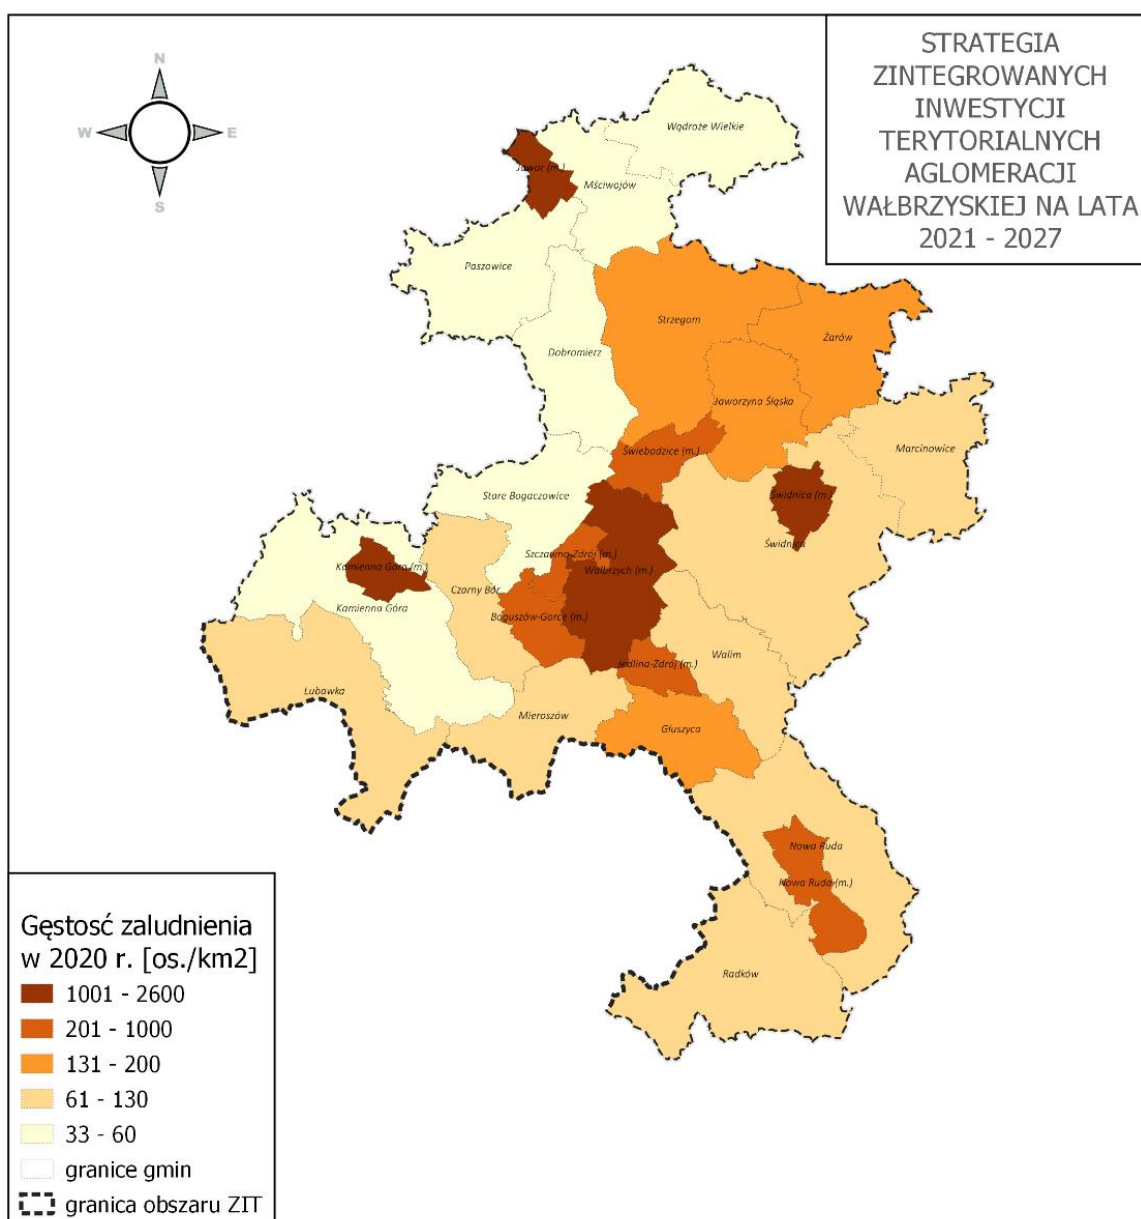 STRATEGIA
ZINTEGROWANYCH
INWESTYCJI
TERYTORIALNYCH
AGLOMERACJI
WAŁBRZYSKIEJ NA LATA
2021 - 2027
N
W
E
S
Wądroże Wielkie
Jawor (m.)
Mściwojów
Paszowice
Strzegom
Żarów
Dobromierz
Jaworzyna Śląska
Marcinowice
Świebodzice (m.)
Stare Bogaczowice
Świdnica (m.)
Świdnica
Szczawno-Zdrój (m.)
Kamienna Góra (m.)
Wałbrzych (m.)
Czarny Bór
Kamienna Góra
Boguszów-Gorce (m.)
Walim
Jedlina-Zdrój (m.)
Lubawka
Mieroszów
Głuszyca
Nowa Ruda
Nowa Ruda (m.)
Radków
Gęstość zaludnienia
w 2020 r. [os./km2]
1001 - 2600
201 - 1000
131 - 200
61 - 130
33 - 60
granice gmin
granica obszaru ZIT